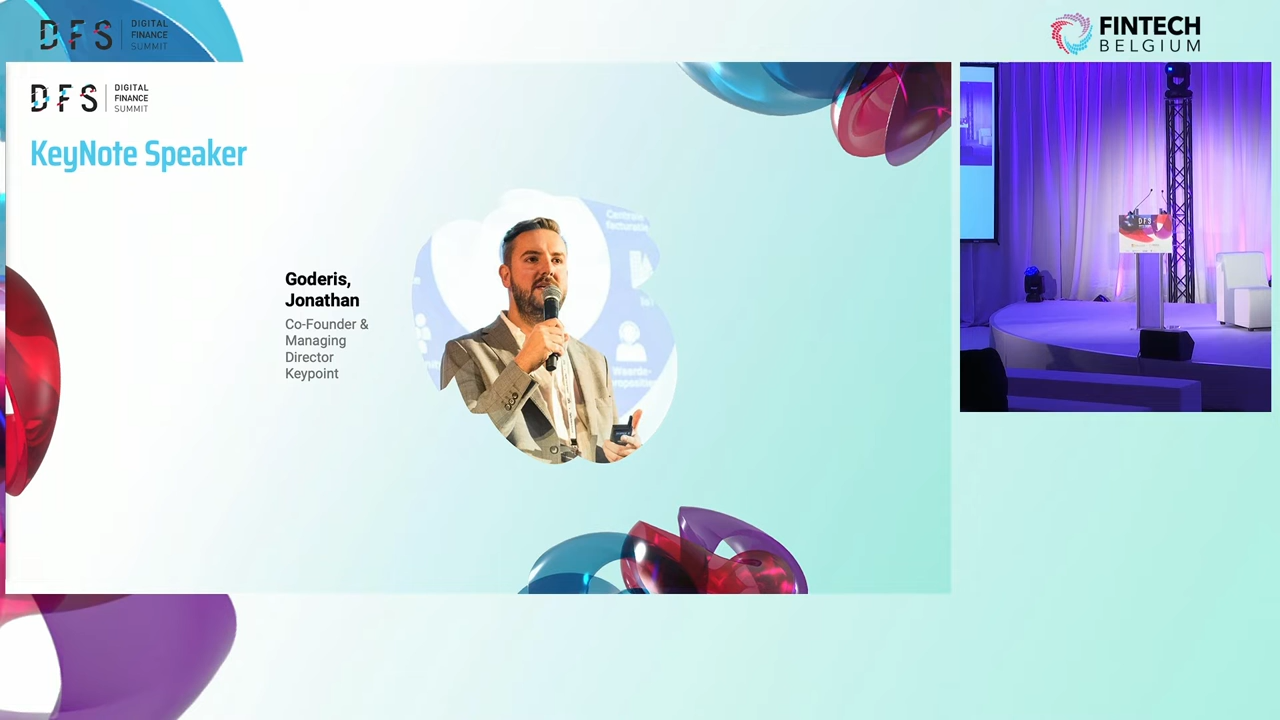 DFS
DIGITAL
FINANCE
SUMMIT
FINTECH
BELGIUM
DFS
DIGITAL
FINANCE
SUMMIT
KeyNote Speaker
Goderis,
Jonathan
Co-Founder &
Managing
Director
Keypoint
DFS